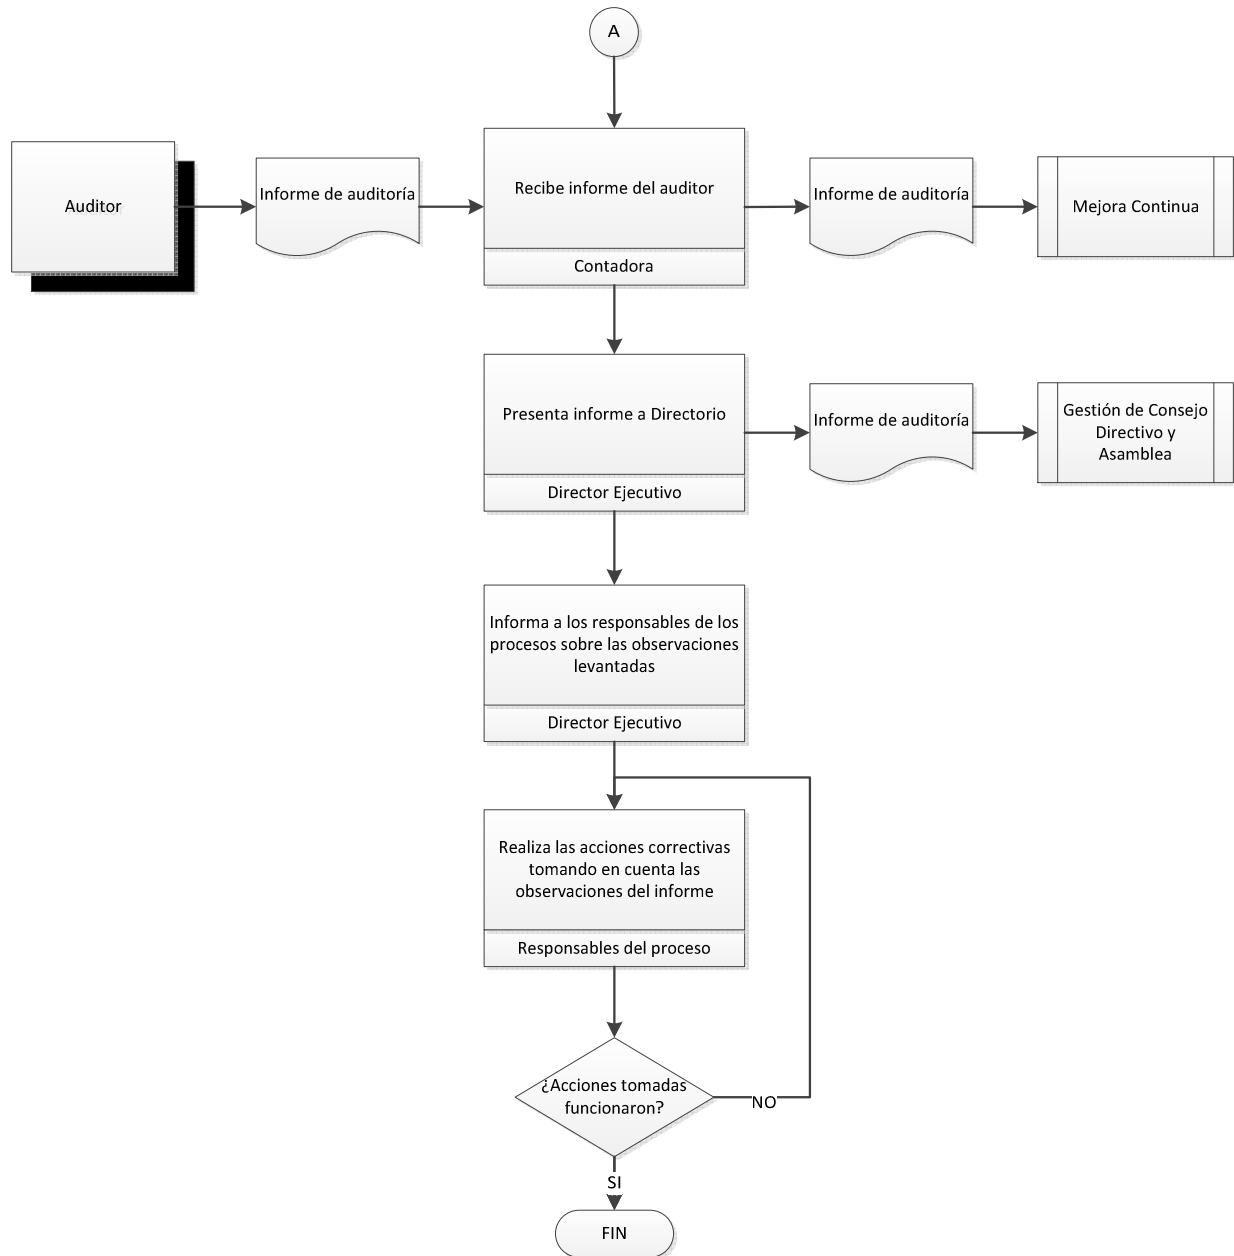 A
Auditor
Informe de auditoría
Recibe informe del auditor
Contadora
Informe de auditoría
Mejora Continua
Presenta informe a Directorio
Director Ejecutivo
Informe de auditoría
Gestión de Consejo
Directivo y
Asamblea
Informa a los responsables de los
procesos sobre las observaciones
levantadas
Director Ejecutivo
Realiza las acciones correctivas
tomando en cuenta las
observaciones del informe
Responsables del proceso
¿Acciones tomadas
funcionaron?
NO
SI
FIN